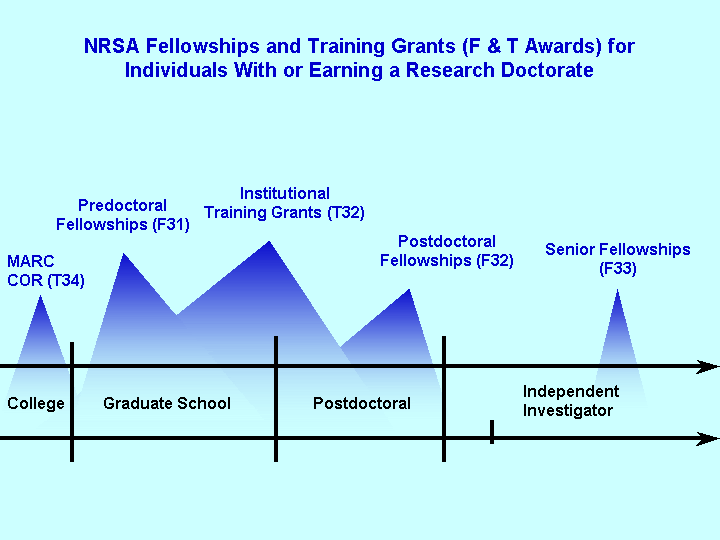 NRSA Fellowships and Training Grants (F & T Awards) for
Individuals With or Earning a Research Doctorate
Institutional
Training Grants (T32)
Predoctoral
Fellowships (F31)
Postdoctoral
Fellowships (F32)
Senior Fellowships
(F33)
MARC
COR (T34)
College
Graduate School
Postdoctoral
Independent
Investigator